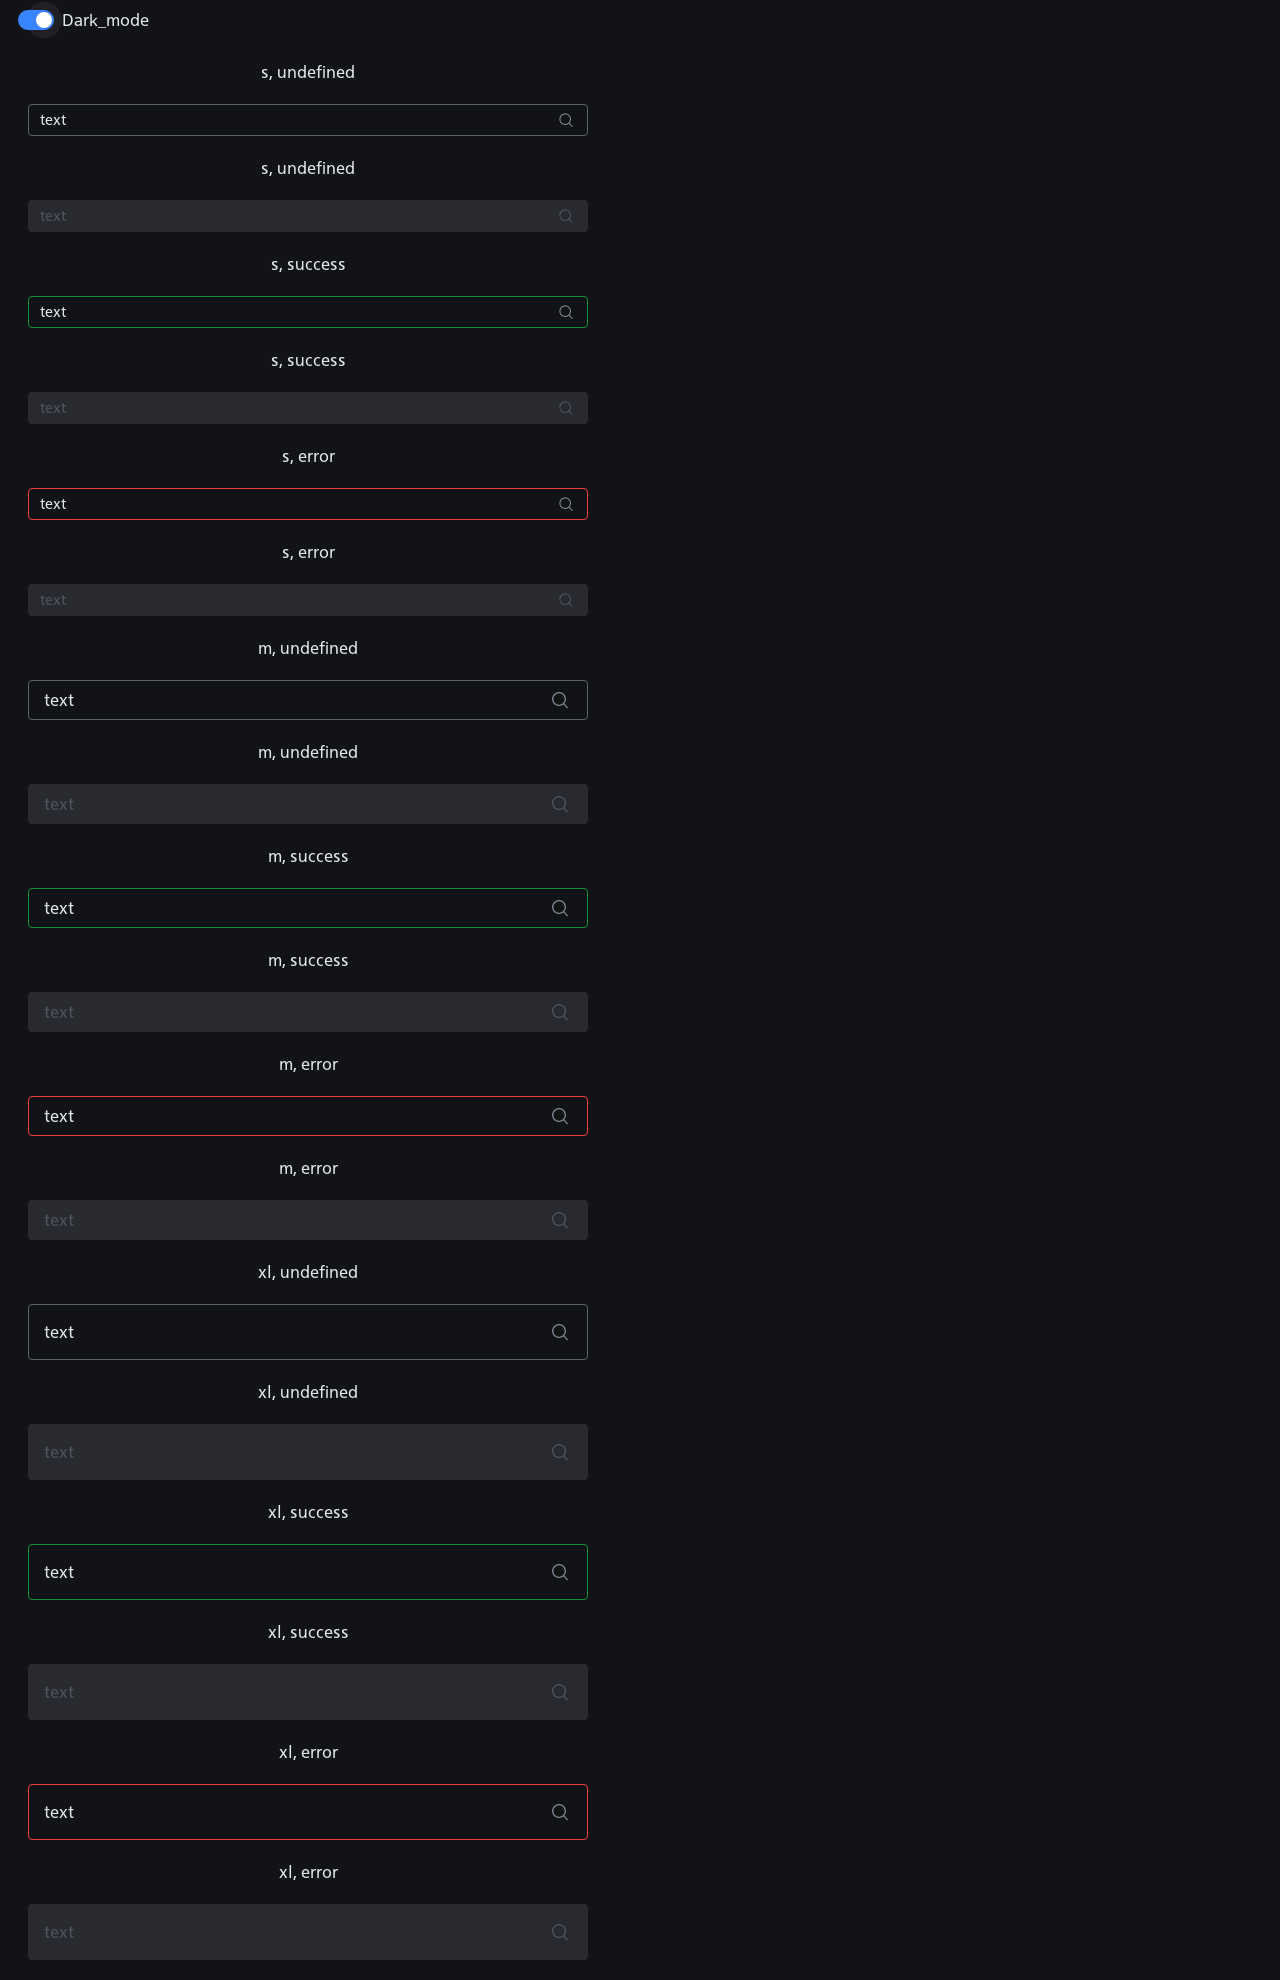 Dark_mode
s, undefined
text
s, undefined
text
s, success
text
s, success
text
s, error
text
s, error
text
m, undefined
text
m, undefined
text
m, success
text
m, success
text
m, error
text
m, error
text
xl, undefined
text
xl, undefined
text
xl, success
text
xl, success
text
xl, error
text
xl, error
text